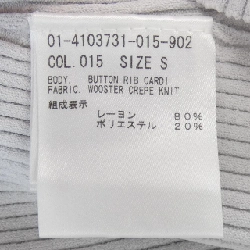 01-4103731-015-902
COL.015 SIZE S
BODY. BUTTON RIB CARDI
FABRIC. WOOSTER CREPE KNIT
組成表示
レーヨン 80%
ポリエステル 20%